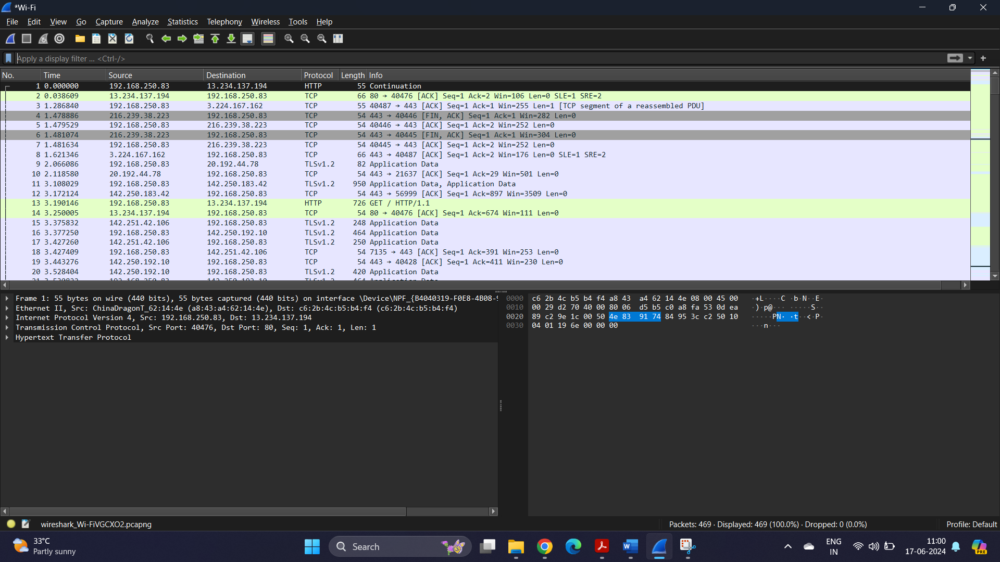 *Wi-Fi
File Edit View Go Capture Analyze Statistics Telephony Wireless Tools Help
Apply a display filter ... <Ctrl-/>
No. Time Source Destination Protocol Length Info
1 0.000000 192.168.250.83 13.234.137.194 HTTP 55 Continuation
2 0.038609 13.234.137.194 192.168.250.83 TCP 66 80 → 40476 [ACK] Seq=1 Ack=2 Win=106 Len=0 SLE=1 SRE=2
3 1.286840 192.168.250.83 3.224.167.162 TCP 55 40487 → 443 [ACK] Seq=1 Ack=1 Win=255 Len=1 [TCP segment of a reassembled PDU]
4 1.478886 216.239.38.223 192.168.250.83 TCP 54 443 → 40446 [FIN, ACK] Seq=1 Ack=1 Win=282 Len=0
5 1.479529 192.168.250.83 216.239.38.223 TCP 54 40446 → 443 [ACK] Seq=1 Ack=2 Win=252 Len=0
6 1.481074 216.239.38.223 192.168.250.83 TCP 54 443 → 40445 [FIN, ACK] Seq=1 Ack=1 Win=304 Len=0
7 1.481634 192.168.250.83 216.239.38.223 TCP 54 40445 → 443 [ACK] Seq=1 Ack=2 Win=252 Len=0
8 1.621346 3.224.167.162 192.168.250.83 TCP 66 443 → 40487 [ACK] Seq=1 Ack=2 Win=176 Len=0 SLE=1 SRE=2
9 2.066086 192.168.250.83 20.192.44.78 TLSv1.2 82 Application Data
10 2.118580 20.192.44.78 192.168.250.83 TCP 54 443 → 21637 [ACK] Seq=1 Ack=29 Win=501 Len=0
11 3.108029 192.168.250.83 142.250.183.42 TLSv1.2 950 Application Data, Application Data
12 3.172124 142.250.183.42 192.168.250.83 TCP 54 443 → 56999 [ACK] Seq=1 Ack=897 Win=3509 Len=0
13 3.190146 192.168.250.83 13.234.137.194 HTTP 726 GET / HTTP/1.1
14 3.250005 13.234.137.194 192.168.250.83 TCP 54 80 → 40476 [ACK] Seq=1 Ack=674 Win=111 Len=0
15 3.375832 142.251.42.106 192.168.250.83 TLSv1.2 248 Application Data
16 3.377250 192.168.250.83 142.250.192.10 TLSv1.2 464 Application Data
17 3.427260 142.251.42.106 192.168.250.83 TLSv1.2 250 Application Data
18 3.427409 192.168.250.83 142.251.42.106 TCP 54 7135 → 443 [ACK] Seq=1 Ack=391 Win=253 Len=0
19 3.443276 142.250.192.10 192.168.250.83 TCP 54 443 → 40428 [ACK] Seq=1 Ack=411 Win=230 Len=0
20 3.528404 142.250.192.10 192.168.250.83 TLSv1.2 420 Application Data
Frame 1: 55 bytes on wire (440 bits), 55 bytes captured (440 bits) on interface \Device\NPF_{B4040319-F0E8-4B08-
Ethernet II, Src: ChinaDragonT_62:14:4e (a8:43:a4:62:14:4e), Dst: c6:2b:4c:b5:b4:f4 (c6:2b:4c:b5:b4:f4)
Internet Protocol Version 4, Src: 192.168.250.83, Dst: 13.234.137.194
Transmission Control Protocol, Src Port: 40476, Dst Port: 80, Seq: 1, Ack: 1, Len: 1
Hypertext Transfer Protocol
0000 c6 2b 4c b5 b4 f4 a8 43 a4 62 14 4e 08 00 45 00 ·+L····C ·b·N··E·
0010 00 29 d2 70 40 00 80 06 d5 b5 c0 a8 fa 53 0d ea ·)·p@··· ·····S··
0020 89 c2 9e 1c 00 50 4e 83 91 74 84 95 3c c2 50 10 ·····PN· ·t··<·P·
0030 04 01 19 6e 00 00 00 ···n···
wireshark_Wi-FiVGCXO2.pcapng
Packets: 469 · Displayed: 469 (100.0%) · Dropped: 0 (0.0%)
Profile: Default
33°C
Partly sunny
Search
ENG
IN
11:00
17-06-2024
PRE